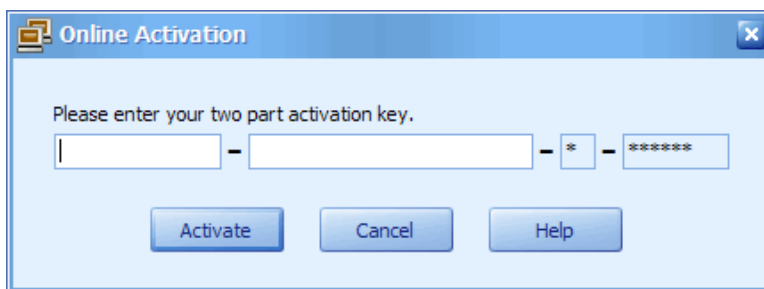 Online Activation
Please enter your two part activation key.
– – * – ******
Activate Cancel Help